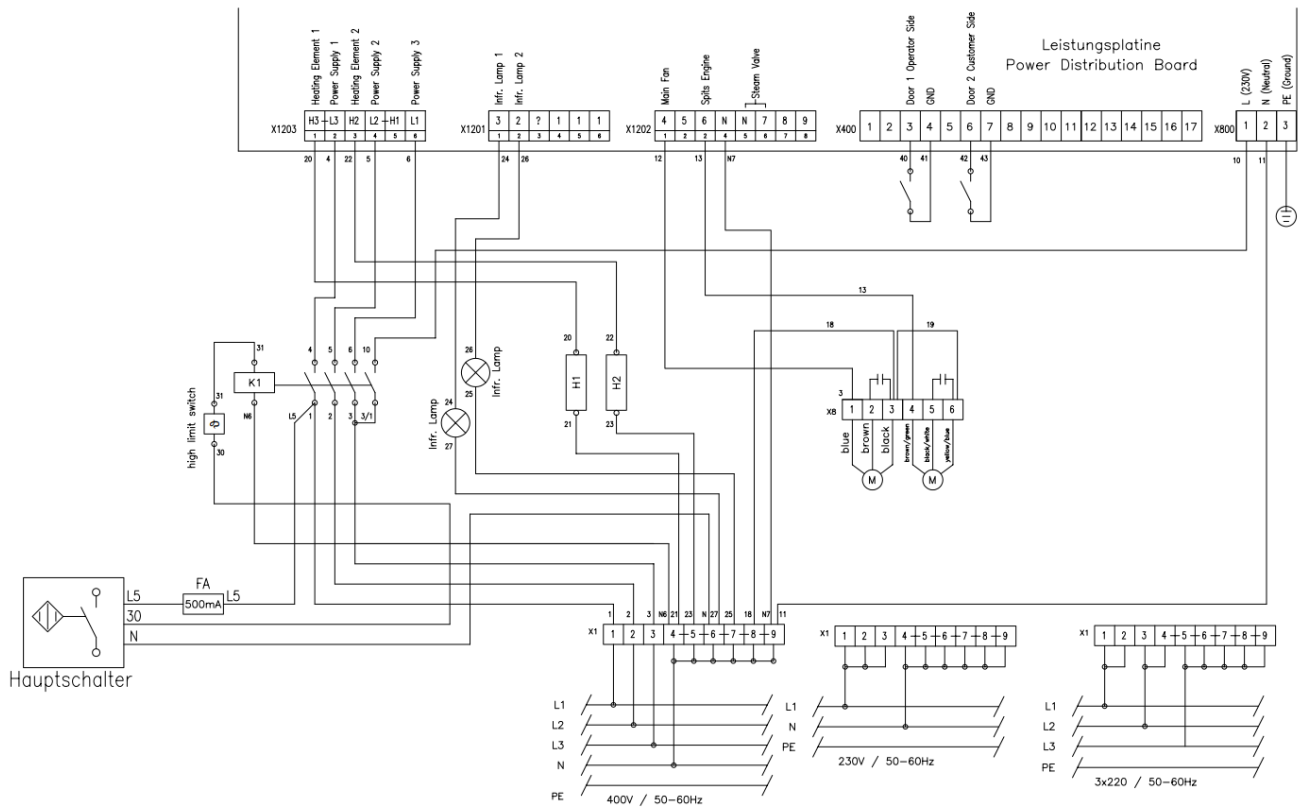 Leistungsplatine
Power Distribution Board
Heating Element 1
Power Supply 1
Heating Element 2
Power Supply 2
Power Supply 3
Infr. Lamp 1
Infr. Lamp 2
Main Fan
Spits Engine
Steam Valve
Door 1 Operator Side
GND
Door 2 Customer Side
GND
L (230V)
N (Neutral)
PE (Ground)
X1203 H3 L3 H2 L2 H1 L1
1 2 3 4 5 6
X1201 3 2 ? 1 1 1
1 2 3 4 5 6
X1202 4 5 6 N N 7 8 9
1 2 2 4 5 6 7 8
X400 1 2 3 4 5 6 7 8 9 10 11 12 13 14 15 16 17
X800 1 2 3
20 4 22 5 6
24 26
12 13 N7
40 41 42 43
10 11
13
18 19
31 4 5 6 10
K1
31
high limit switch
30
N6 L5 1 2 3 3/1
26
Infr. Lamp
25
24
Infr. Lamp
27
20 22
H1 H2
21 23
3
X8 1 2 3 4 5 6
blue
brown
black
brown/green
black/white
yellow/blue
M M
FA
L5 500mA L5
30
N
Hauptschalter
1 2 3 N6 21 23 N 27 25 18 N7 11
X1 1 2 3 4 5 6 7 8 9
X1 1 2 3 4 5 6 7 8 9
X1 1 2 3 4 5 6 7 8 9
L1
L2
L3
N
PE
400V / 50-60Hz
L1
N
PE
230V / 50-60Hz
L1
L2
L3
PE
3x220 / 50-60Hz